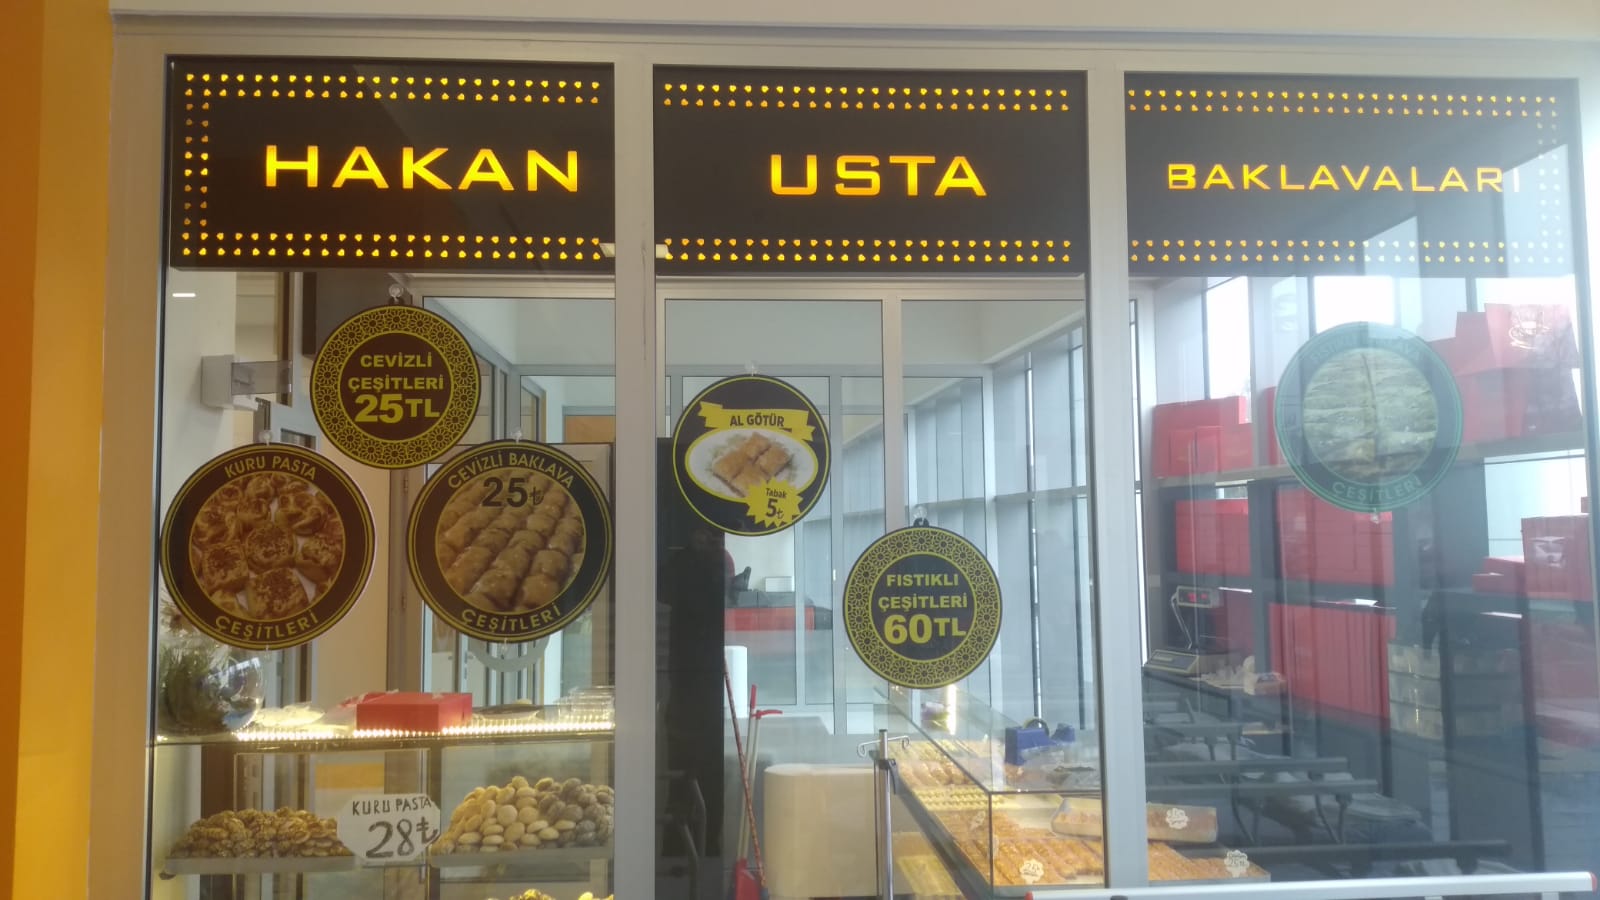 HAKAN USTA BAKLAVALARI
CEVİZLİ
ÇEŞİTLERİ
25TL
KURU PASTA
ÇEŞİTLERİ
CEVİZLİ BAKLAVA
25₺
ÇEŞİTLERİ
AL GÖTÜR
Tabak
5₺
FISTIKLI
ÇEŞİTLERİ
60TL
ÇEŞİTLERİ
KURU PASTA
28₺